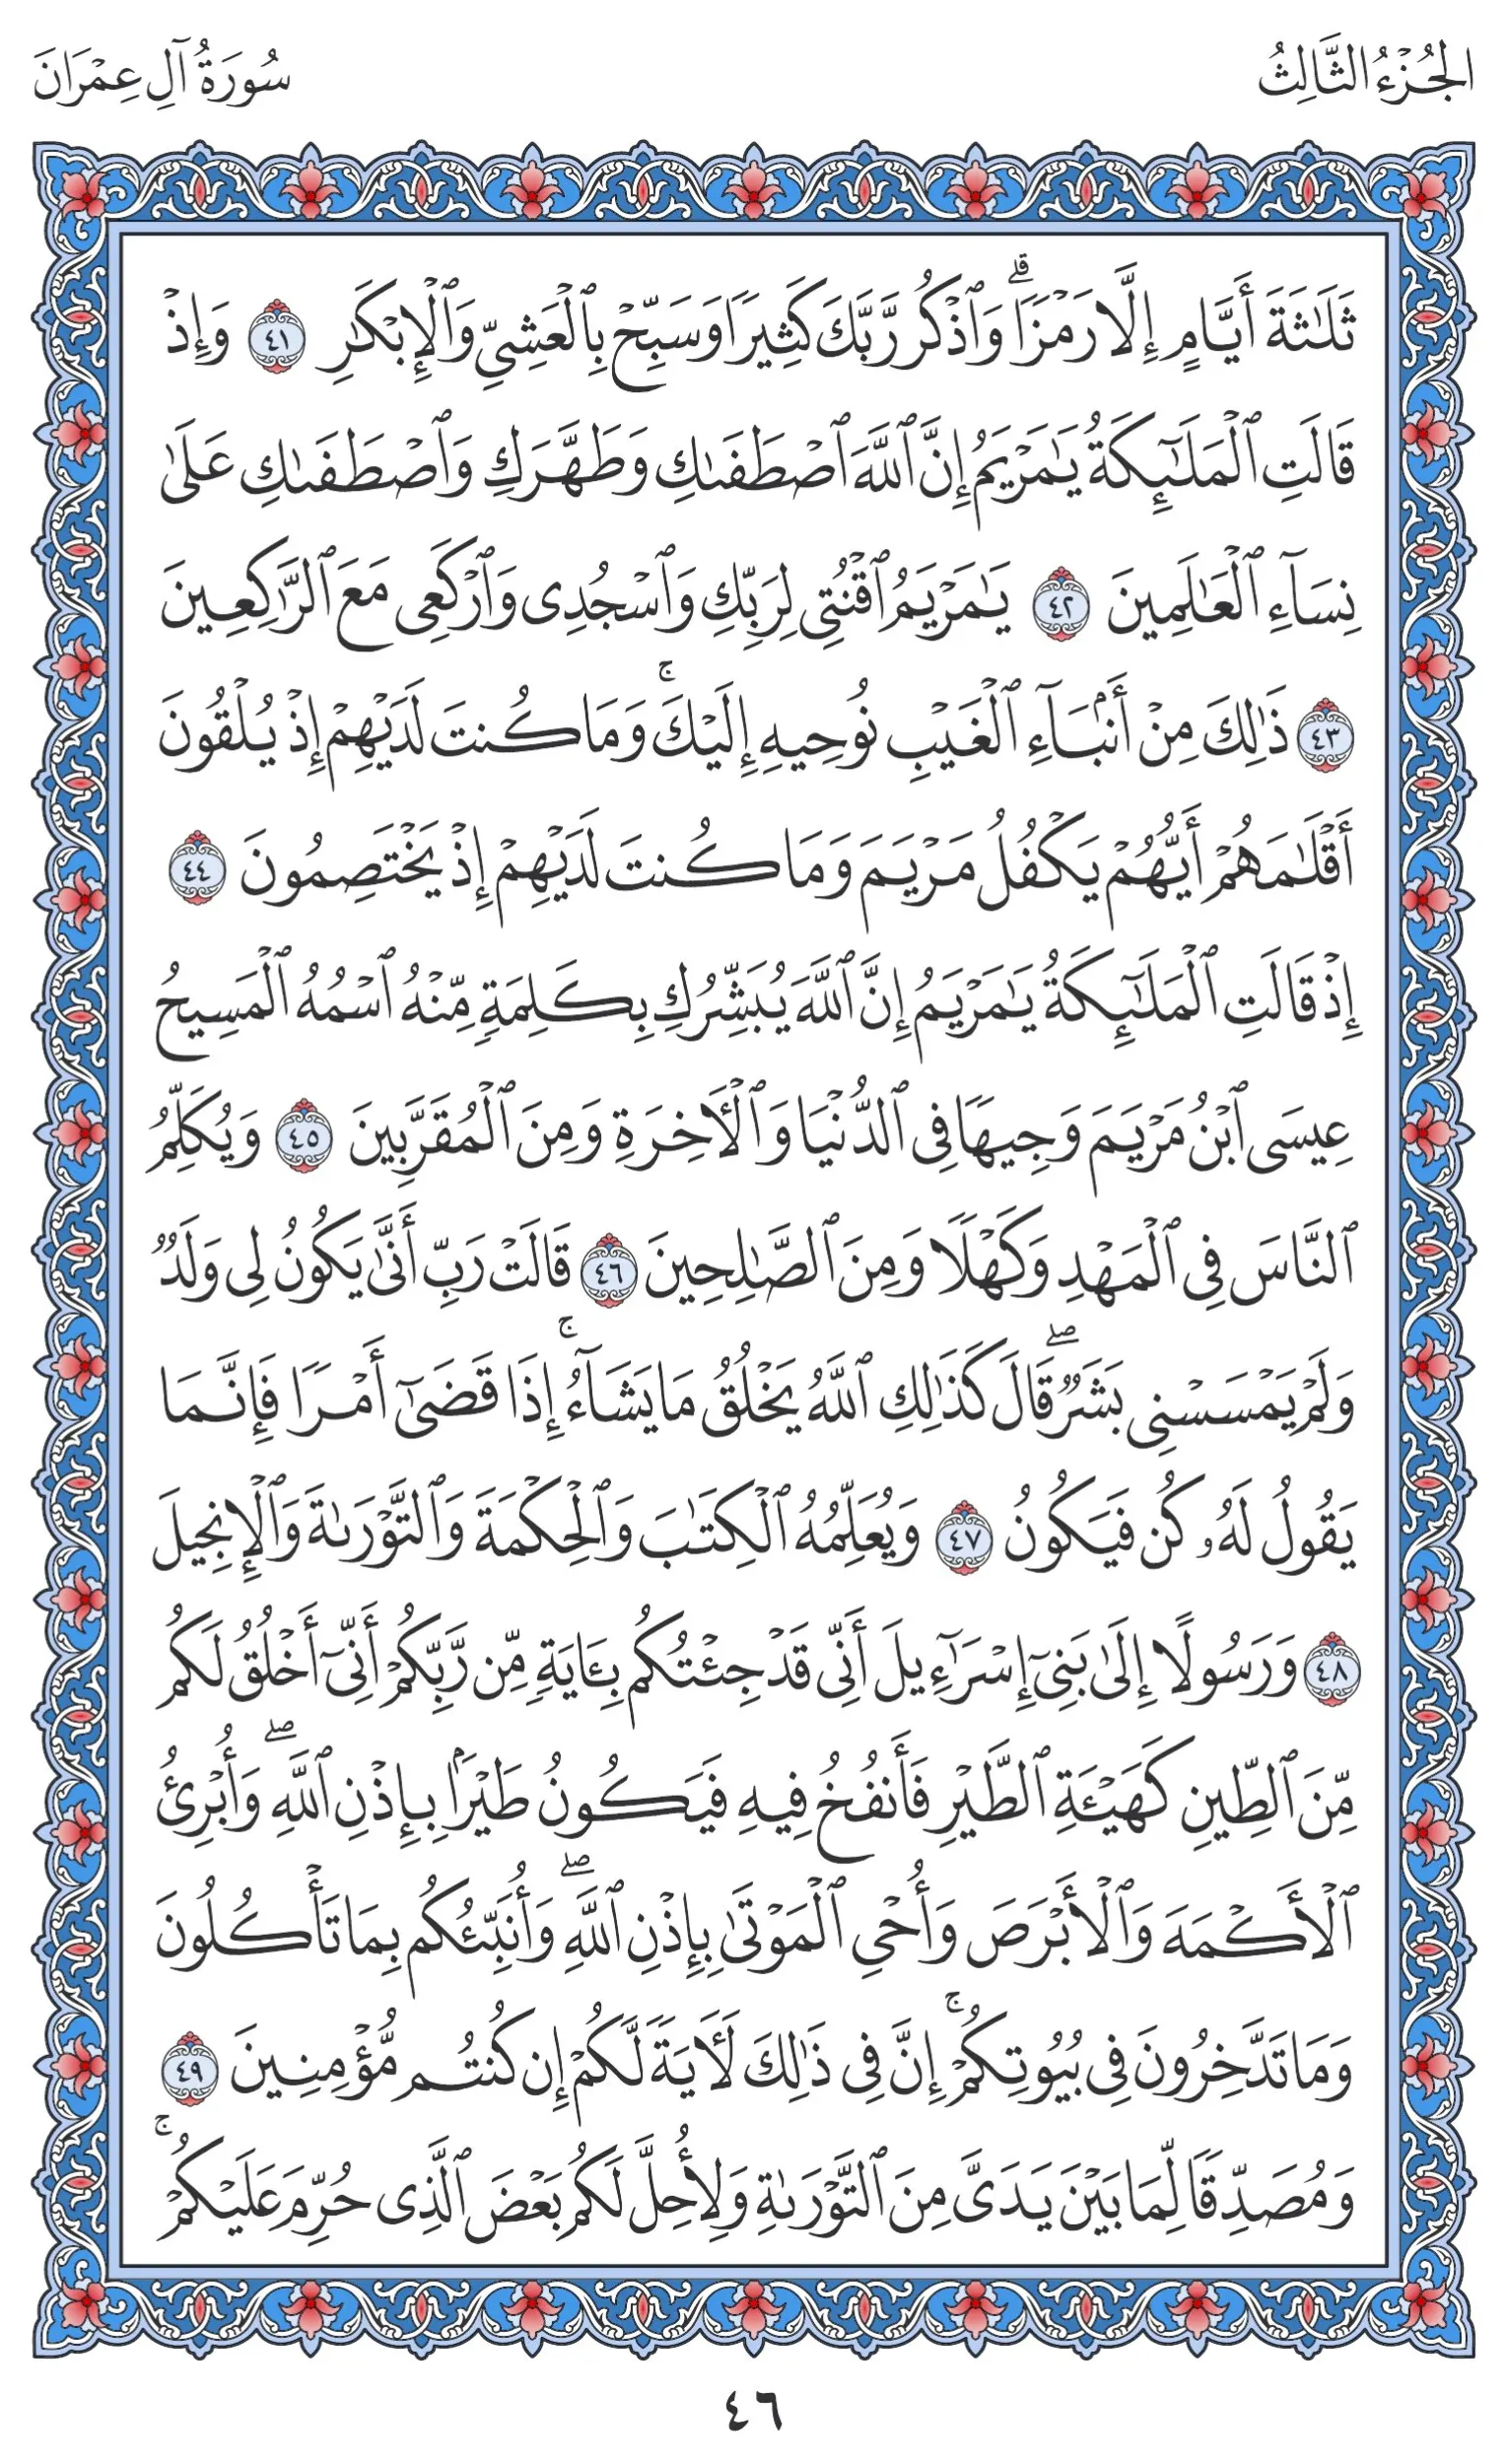 الجُزْءُ الثَّالِثُ
سُورَةُ آلِ عِمْرَانَ
ثَلَٰثَةَ أَيَّامٍ إِلَّا رَمْزًا ۗ وَٱذْكُر رَّبَّكَ كَثِيرًا وَسَبِّحْ بِٱلْعَشِىِّ وَٱلْإِبْكَٰرِ ٤١ وَإِذْ
قَالَتِ ٱلْمَلَٰٓئِكَةُ يَٰمَرْيَمُ إِنَّ ٱللَّهَ ٱصْطَفَىٰكِ وَطَهَّرَكِ وَٱصْطَفَىٰكِ عَلَىٰ
نِسَآءِ ٱلْعَٰلَمِينَ ٤٢ يَٰمَرْيَمُ ٱقْنُتِى لِرَبِّكِ وَٱسْجُدِى وَٱرْكَعِى مَعَ ٱلرَّٰكِعِينَ
٤٣ ذَٰلِكَ مِنْ أَنۢبَآءِ ٱلْغَيْبِ نُوحِيهِ إِلَيْكَ ۚ وَمَا كُنتَ لَدَيْهِمْ إِذْ يُلْقُونَ
أَقْلَٰمَهُمْ أَيُّهُمْ يَكْفُلُ مَرْيَمَ وَمَا كُنتَ لَدَيْهِمْ إِذْ يَخْتَصِمُونَ ٤٤
إِذْ قَالَتِ ٱلْمَلَٰٓئِكَةُ يَٰمَرْيَمُ إِنَّ ٱللَّهَ يُبَشِّرُكِ بِكَلِمَةٍ مِّنْهُ ٱسْمُهُ ٱلْمَسِيحُ
عِيسَى ٱبْنُ مَرْيَمَ وَجِيهًا فِى ٱلدُّنْيَا وَٱلْءَاخِرَةِ وَمِنَ ٱلْمُقَرَّبِينَ ٤٥ وَيُكَلِّمُ
ٱلنَّاسَ فِى ٱلْمَهْدِ وَكَهْلًا وَمِنَ ٱلصَّٰلِحِينَ ٤٦ قَالَتْ رَبِّ أَنَّىٰ يَكُونُ لِى وَلَدٌ
وَلَمْ يَمْسَسْنِى بَشَرٌ ۖ قَالَ كَذَٰلِكِ ٱللَّهُ يَخْلُقُ مَا يَشَآءُ ۚ إِذَا قَضَىٰٓ أَمْرًا فَإِنَّمَا
يَقُولُ لَهُۥ كُن فَيَكُونُ ٤٧ وَيُعَلِّمُهُ ٱلْكِتَٰبَ وَٱلْحِكْمَةَ وَٱلتَّوْرَىٰةَ وَٱلْإِنجِيلَ
٤٨ وَرَسُولًا إِلَىٰ بَنِىٓ إِسْرَٰٓءِيلَ أَنِّى قَدْ جِئْتُكُم بِـَٔايَةٍ مِّن رَّبِّكُمْ أَنِّىٓ أَخْلُقُ لَكُم
مِّنَ ٱلطِّينِ كَهَيْـَٔةِ ٱلطَّيْرِ فَأَنفُخُ فِيهِ فَيَكُونُ طَيْرًۢا بِإِذْنِ ٱللَّهِ ۖ وَأُبْرِئُ
ٱلْأَكْمَهَ وَٱلْأَبْرَصَ وَأُحْىِ ٱلْمَوْتَىٰ بِإِذْنِ ٱللَّهِ ۖ وَأُنَبِّئُكُم بِمَا تَأْكُلُونَ
وَمَا تَدَّخِرُونَ فِى بُيُوتِكُمْ ۚ إِنَّ فِى ذَٰلِكَ لَءَايَةً لَّكُمْ إِن كُنتُم مُّؤْمِنِينَ ٤٩
وَمُصَدِّقًا لِّمَا بَيْنَ يَدَىَّ مِنَ ٱلتَّوْرَىٰةِ وَلِأُحِلَّ لَكُم بَعْضَ ٱلَّذِى حُرِّمَ عَلَيْكُمْ ۚ
٤٦